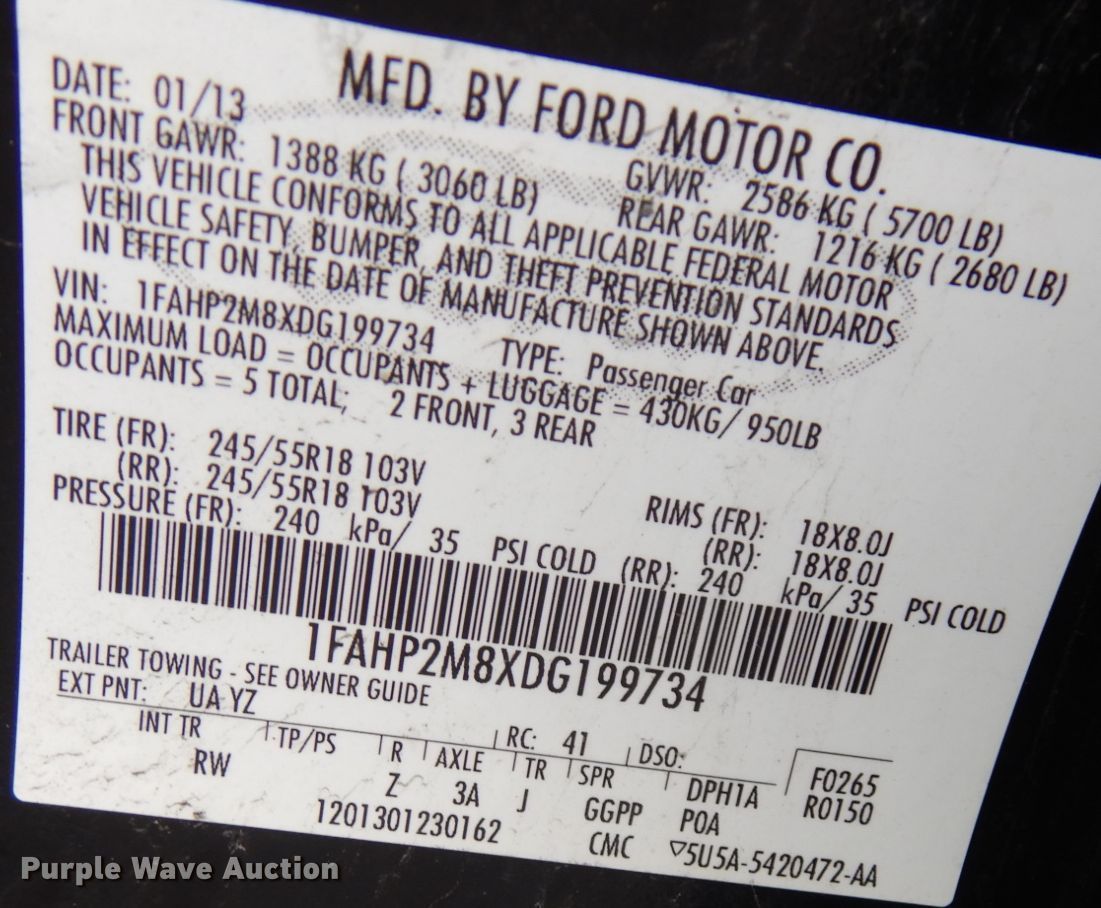 MFD. BY FORD MOTOR CO.
DATE: 01/13 GVWR: 2586 KG ( 5700 LB)
FRONT GAWR: 1388 KG ( 3060 LB) REAR GAWR: 1216 KG ( 2680 LB)
THIS VEHICLE CONFORMS TO ALL APPLICABLE FEDERAL MOTOR
VEHICLE SAFETY, BUMPER, AND THEFT PREVENTION STANDARDS
IN EFFECT ON THE DATE OF MANUFACTURE SHOWN ABOVE.
VIN: 1FAHP2M8XDG199734 TYPE: Passenger Car
MAXIMUM LOAD = OCCUPANTS + LUGGAGE = 430KG/ 950LB
OCCUPANTS = 5 TOTAL; 2 FRONT, 3 REAR
TIRE (FR): 245/55R18 103V RIMS (FR): 18X8.0J
(RR): 245/55R18 103V (RR): 18X8.0J
PRESSURE (FR): 240 kPa/ 35 PSI COLD (RR): 240 kPa/ 35 PSI COLD
1FAHP2M8XDG199734
TRAILER TOWING - SEE OWNER GUIDE
EXT PNT: UA YZ RC: 41 DSO: F0265
INT TR TP/PS R AXLE TR SPR DPH1A R0150
RW Z 3A J GGPP P0A
1201301230162 CMC ▽5U5A-5420472-AA
Purple Wave Auction